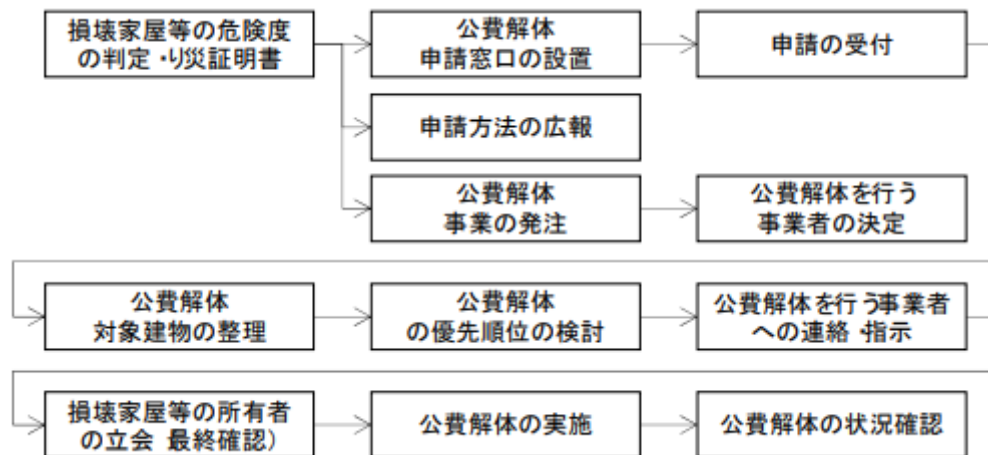 損壊家屋等の危険度
の判定・り災証明書
公費解体
申請窓口の設置
申請の受付
申請方法の広報
公費解体
事業の発注
公費解体を行う
事業者の決定
公費解体
対象建物の整理
公費解体
の優先順位の検討
公費解体を行う事業者
への連絡・指示
損壊家屋等の所有者
の立会 最終確認）
公費解体の実施
公費解体の状況確認